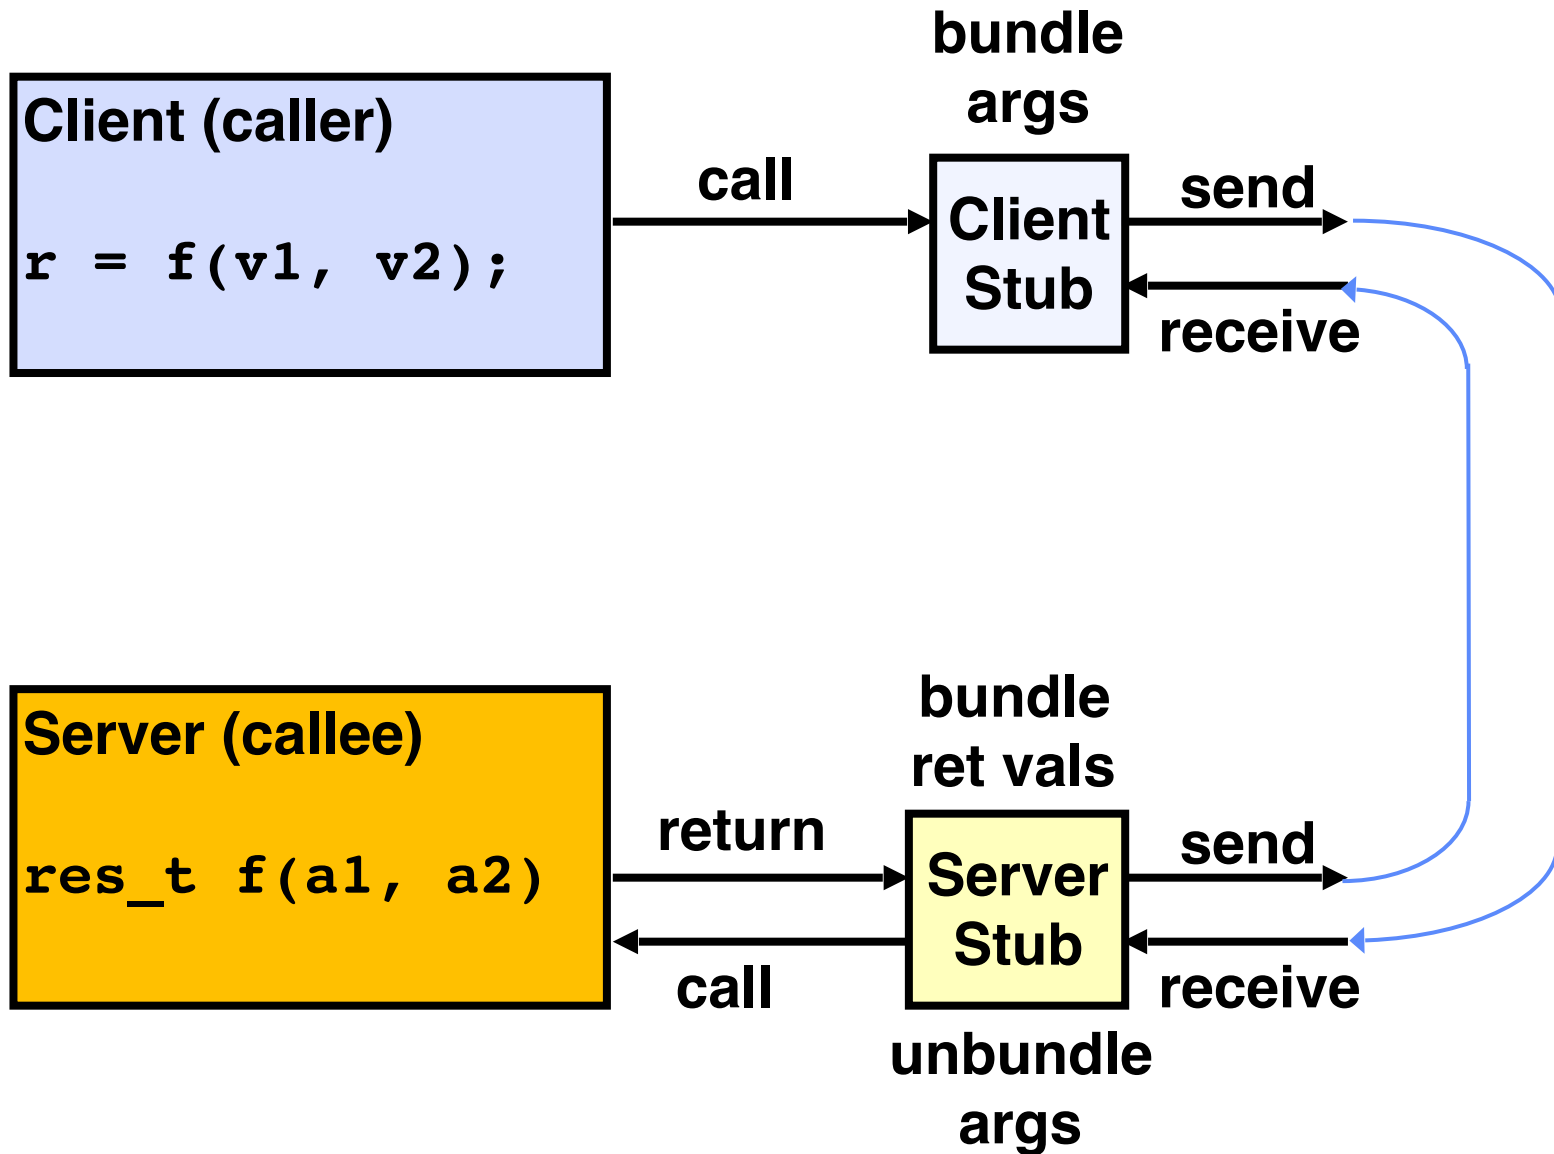 bundle
args
Client (caller)
r = f(v1, v2);
call
Client
Stub
send
receive
bundle
ret vals
Server (callee)
res_t f(a1, a2)
return
call
Server
Stub
send
receive
unbundle
args